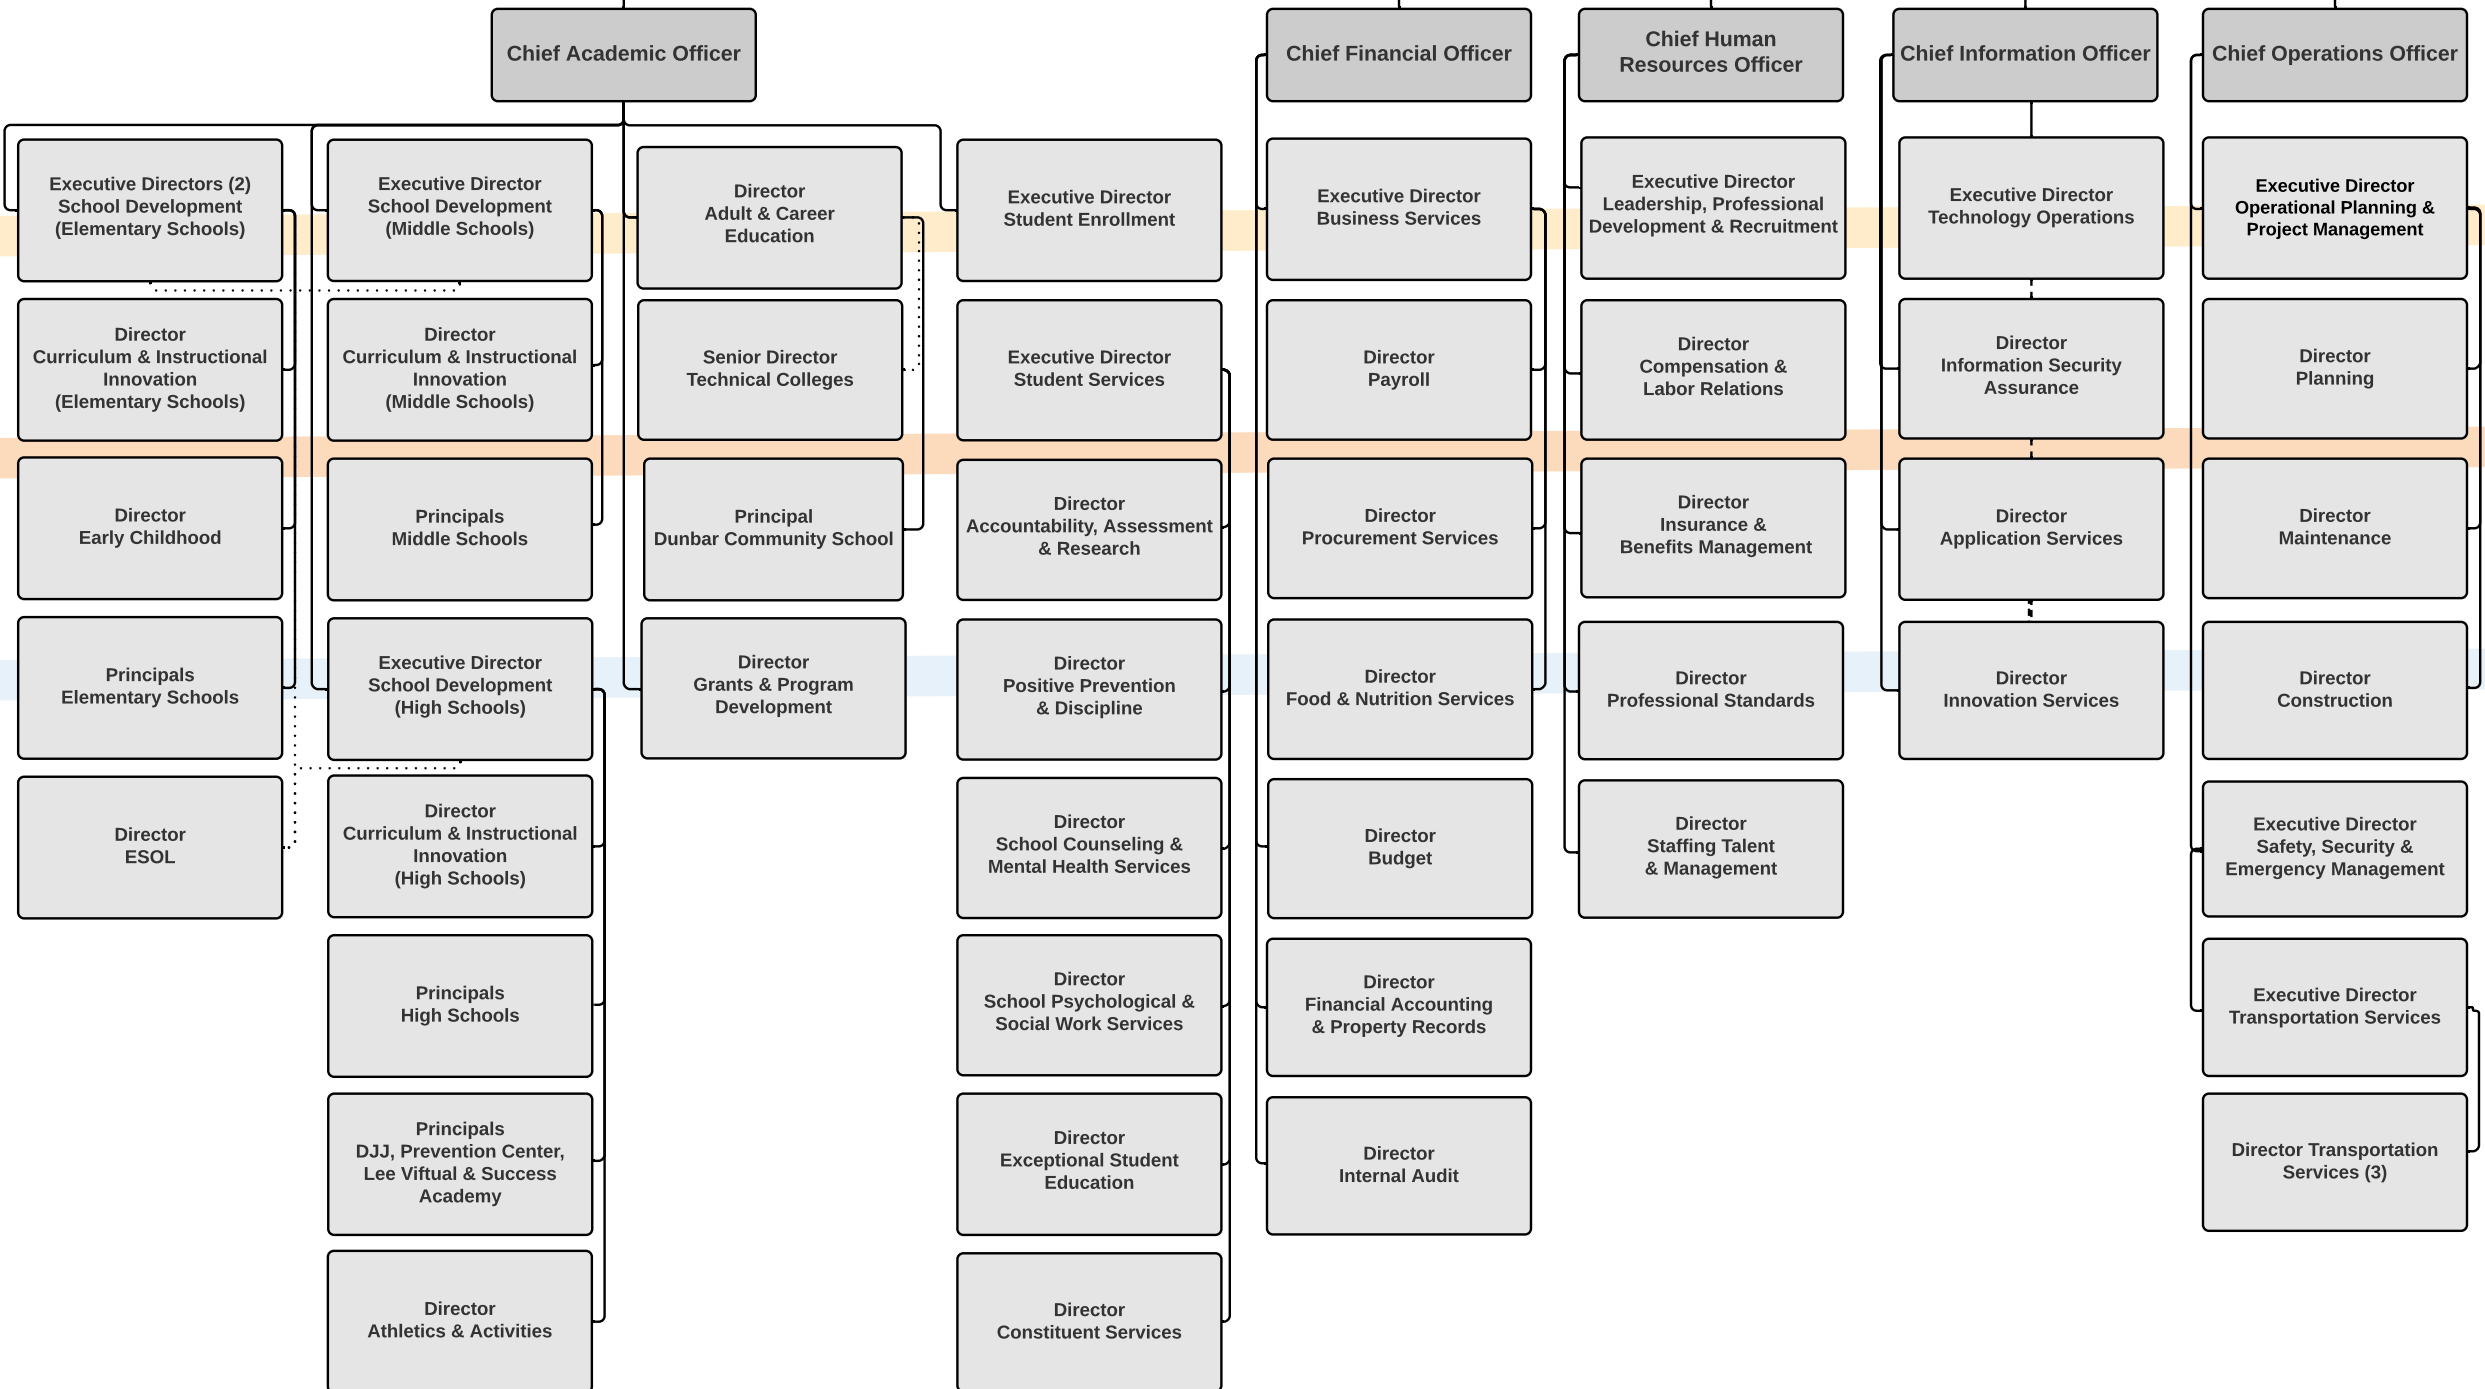 Chief Academic Officer
Chief Financial Officer
Chief Human
Resources Officer
Chief Information Officer
Chief Operations Officer
Executive Directors (2)
School Development
(Elementary Schools)
Director
Curriculum & Instructional
Innovation
(Elementary Schools)
Director
Early Childhood
Principals
Elementary Schools
Director
ESOL
Executive Director
School Development
(Middle Schools)
Director
Curriculum & Instructional
Innovation
(Middle Schools)
Principals
Middle Schools
Executive Director
School Development
(High Schools)
Director
Curriculum & Instructional
Innovation
(High Schools)
Principals
High Schools
Principals
DJJ, Prevention Center,
Lee Viftual & Success
Academy
Director
Athletics & Activities
Director
Adult & Career
Education
Senior Director
Technical Colleges
Principal
Dunbar Community School
Director
Grants & Program
Development
Executive Director
Student Enrollment
Executive Director
Student Services
Director
Accountability, Assessment
& Research
Director
Positive Prevention
& Discipline
Director
School Counseling &
Mental Health Services
Director
School Psychological &
Social Work Services
Director
Exceptional Student
Education
Director
Constituent Services
Executive Director
Business Services
Director
Payroll
Director
Procurement Services
Director
Food & Nutrition Services
Director
Budget
Director
Financial Accounting
& Property Records
Director
Internal Audit
Executive Director
Leadership, Professional
Development & Recruitment
Director
Compensation &
Labor Relations
Director
Insurance &
Benefits Management
Director
Professional Standards
Director
Staffing Talent
& Management
Executive Director
Technology Operations
Director
Information Security
Assurance
Director
Application Services
Director
Innovation Services
Executive Director
Operational Planning &
Project Management
Director
Planning
Director
Maintenance
Director
Construction
Executive Director
Safety, Security &
Emergency Management
Executive Director
Transportation Services
Director Transportation
Services (3)